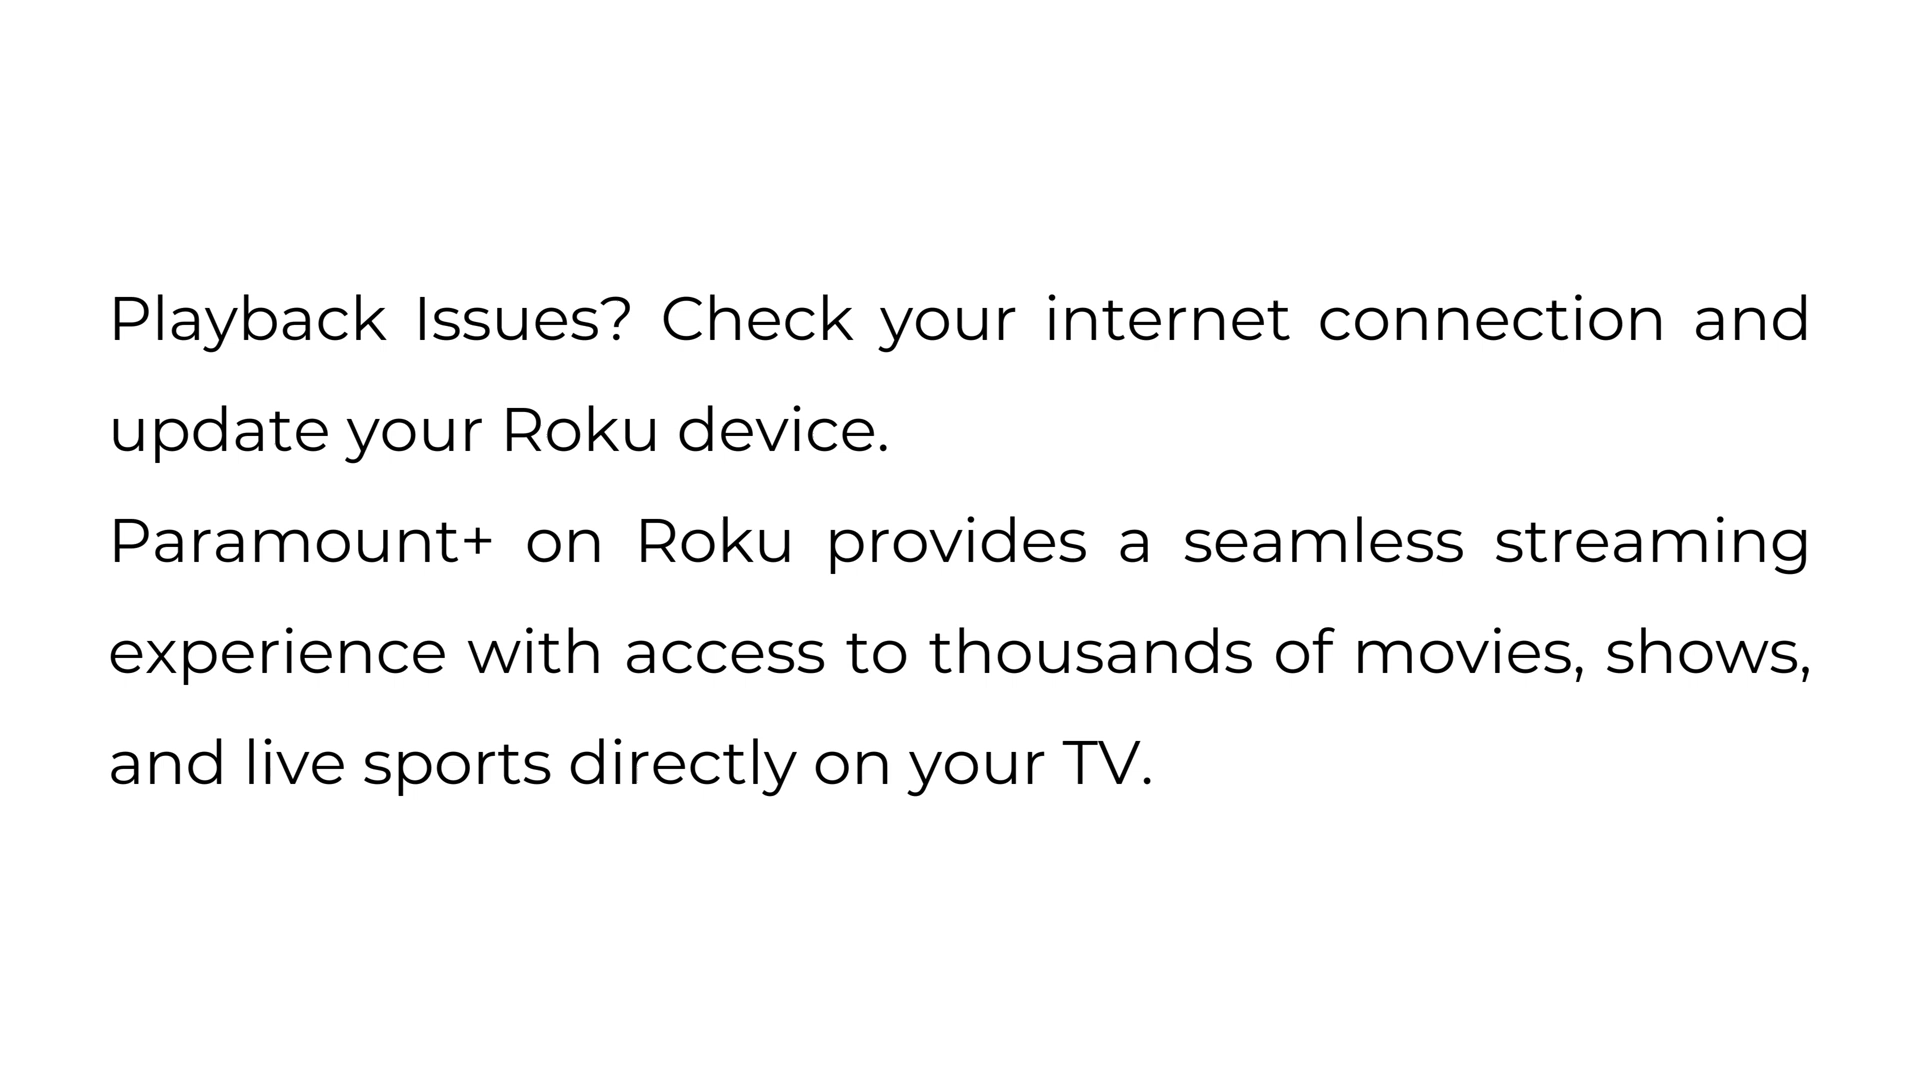 Playback Issues? Check your internet connection and
update your Roku device.
Paramount+ on Roku provides a seamless streaming
experience with access to thousands of movies, shows,
and live sports directly on your TV.